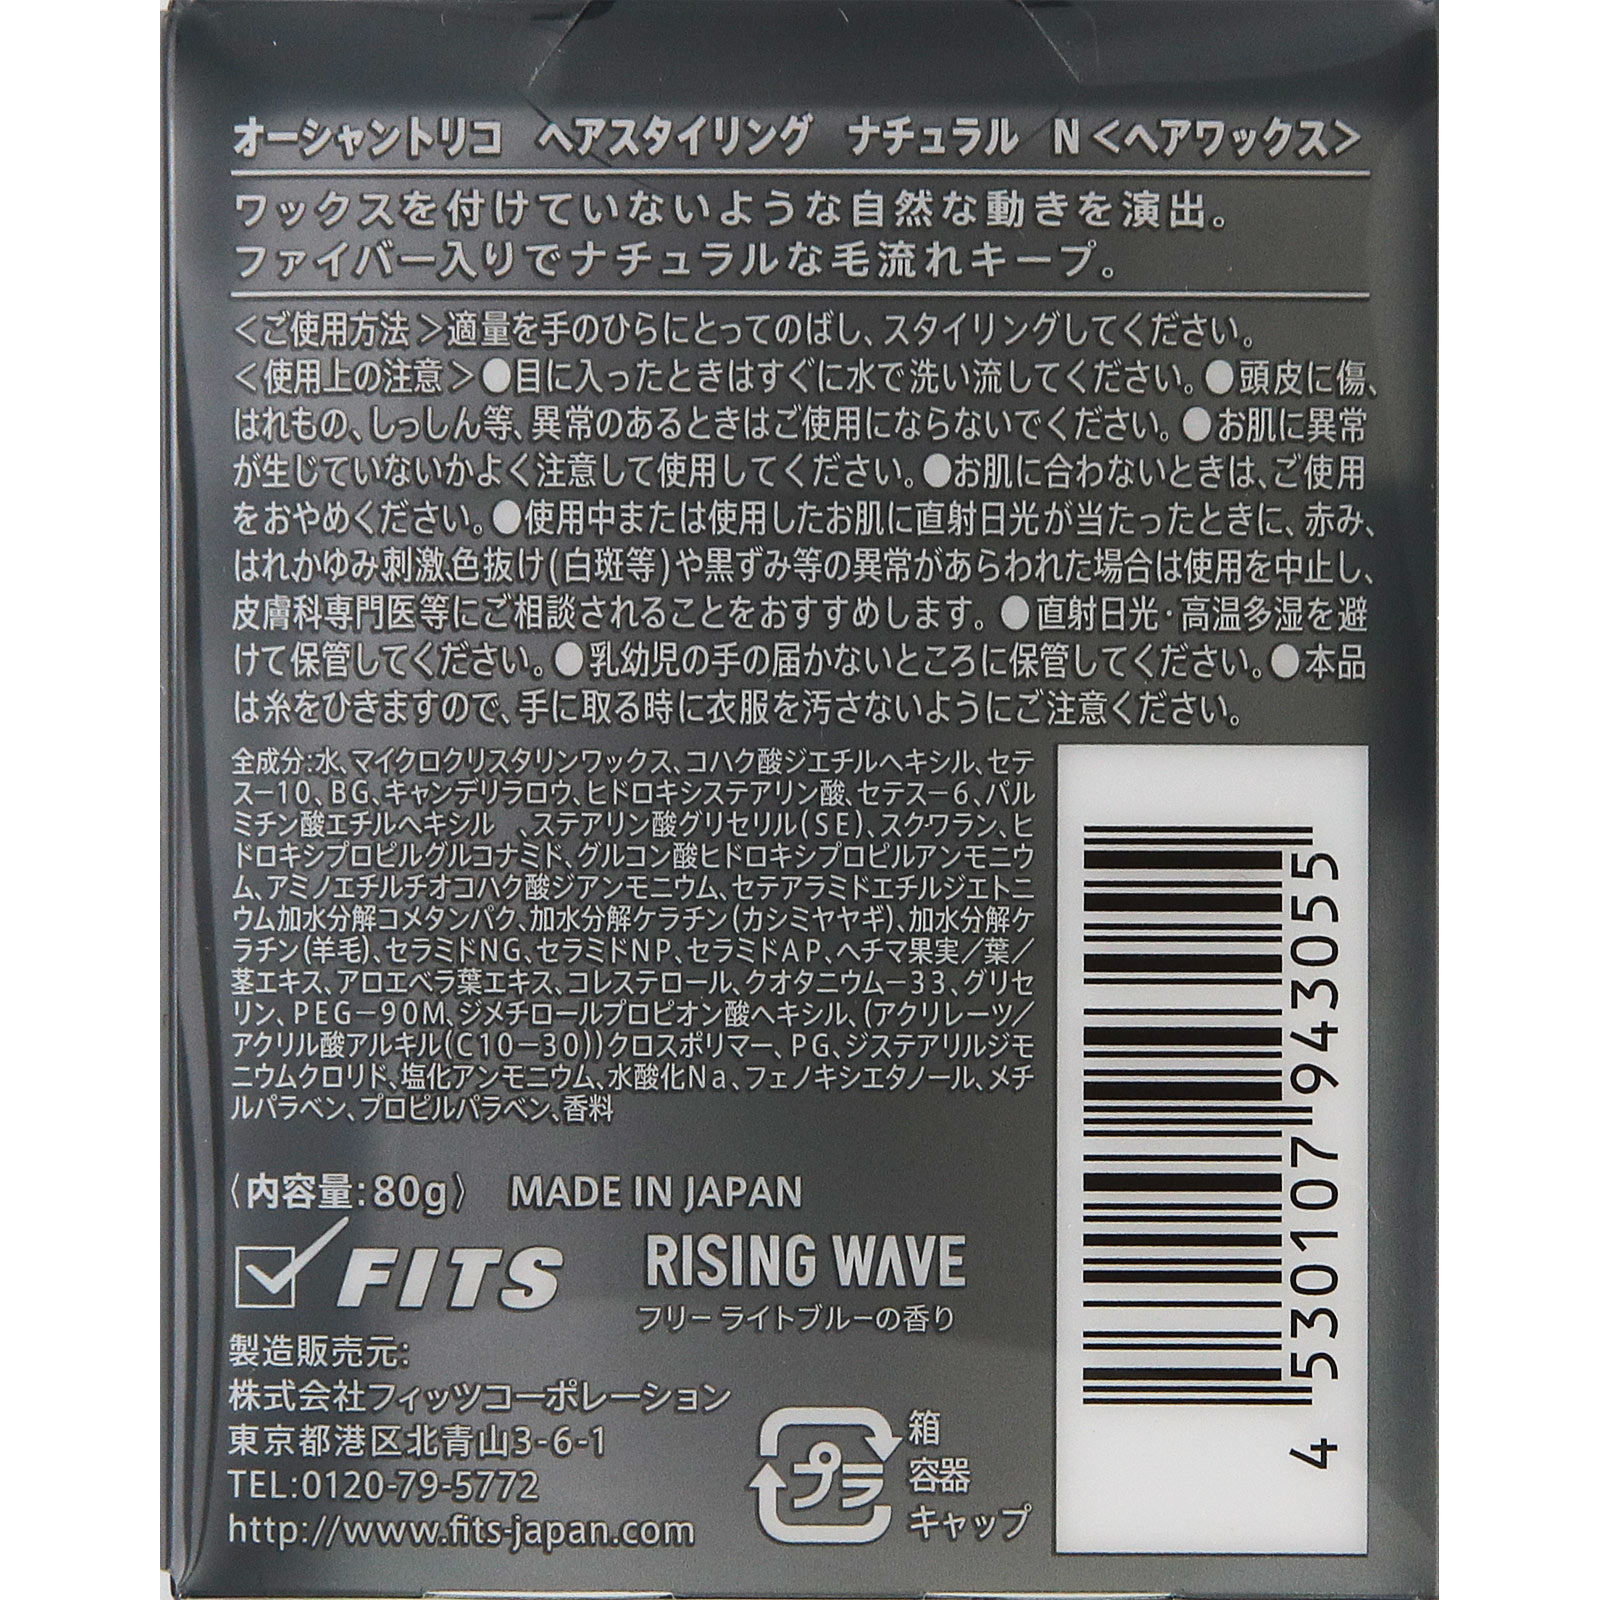 オーシャントリコ　ヘアスタイリング　ナチュラル　N＜ヘアワックス＞
ワックスを付けていないような自然な動きを演出。
ファイバー入りでナチュラルな毛流れキープ。
＜ご使用方法＞適量を手のひらにとってのばし、スタイリングしてください。
＜使用上の注意＞●目に入ったときはすぐに水で洗い流してください。●頭皮に傷、
はれもの、しっしん等、異常のあるときはご使用にならないでください。●お肌に異常
が生じていないかよく注意して使用してください。●お肌に合わないときは、ご使用
をおやめください。●使用中または使用したお肌に直射日光が当たったときに、赤み、
はれ、かゆみ、刺激、色抜け(白斑等)や黒ずみ等の異常があらわれた場合は使用を中止し、
皮膚科専門医等にご相談されることをおすすめします。●直射日光・高温多湿を避
けて保管してください。●乳幼児の手の届かないところに保管してください。●本品
は糸をひきますので、手に取る時に衣服を汚さないようにご注意ください。
全成分:水、マイクロクリスタリンワックス、コハク酸ジエチルヘキシル、セテ
ス－10、BG、キャンデリラロウ、ヒドロキシステアリン酸、セテス－6、パル
ミチン酸エチルヘキシル　、ステアリン酸グリセリル(SE)、スクワラン、ヒ
ドロキシプロピルグルコナミド、グルコン酸ヒドロキシプロピルアンモニウ
ム、アミノエチルチオコハク酸ジアンモニウム、セテアラミドエチルジエトニ
ウム加水分解コメタンパク、加水分解ケラチン(カシミヤヤギ)、加水分解ケ
ラチン(羊毛)、セラミドNG、セラミドNP、セラミドAP、ヘチマ果実／葉／
茎エキス、アロエベラ葉エキス、コレステロール、クオタニウム－33、グリセ
リン、PEG－90M、ジメチロールプロピオン酸ヘキシル、(アクリレーツ／
アクリル酸アルキル(C10－30))クロスポリマー、PG、ジステアリルジモ
ニウムクロリド、塩化アンモニウム、水酸化Na、フェノキシエタノール、メチ
ルパラベン、プロピルパラベン、香料
〈内容量:80g〉　MADE IN JAPAN
FITS
RISING WAVE
フリー ライトブルーの香り
製造販売元:
株式会社フィッツコーポレーション
東京都港区北青山3-6-1
TEL:0120-79-5772
http://www.fits-japan.com
プラ
箱
容器
キャップ
4 530107 943055